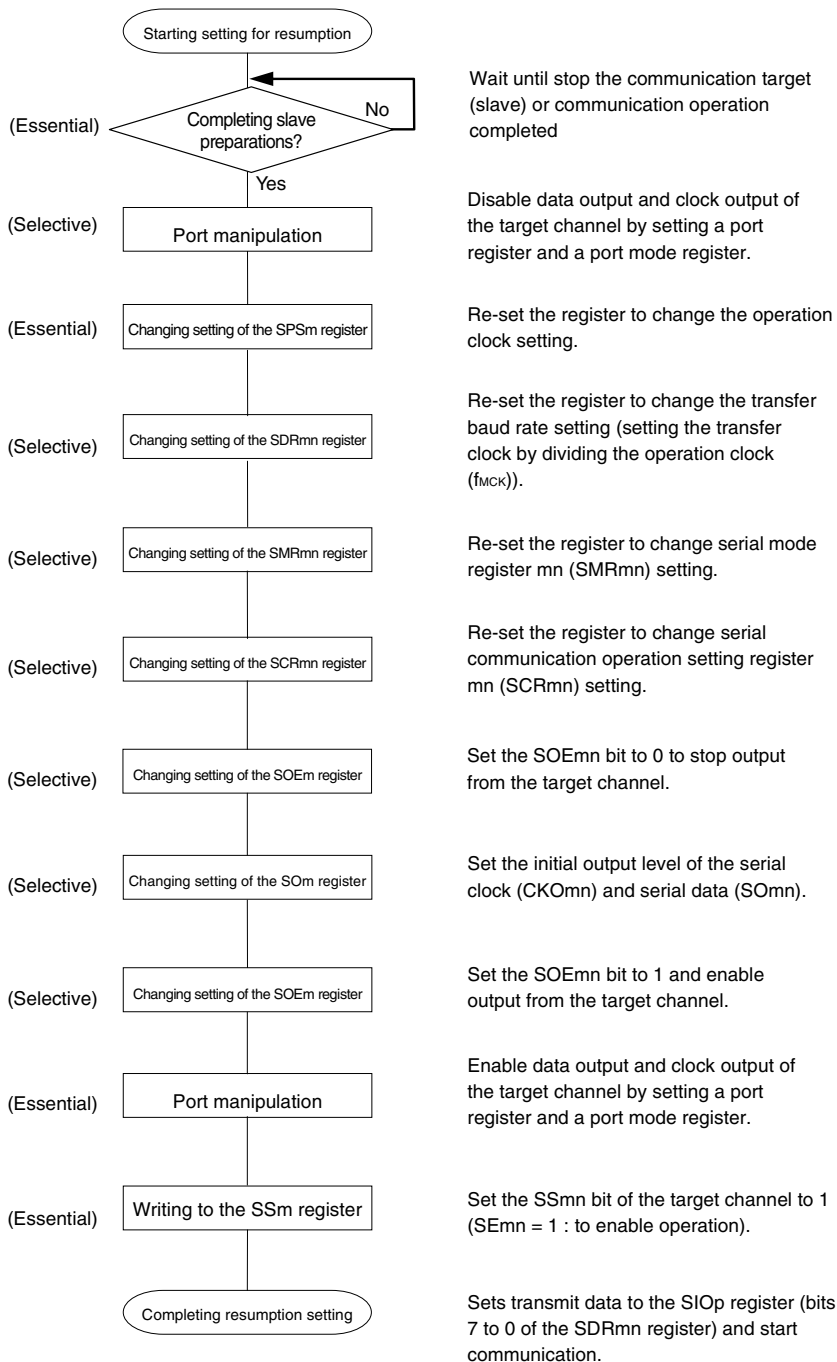 Starting setting for resumption
(Essential)
Completing slave
preparations?
No
Yes
Wait until stop the communication target
(slave) or communication operation
completed
(Selective)
Port manipulation
Disable data output and clock output of
the target channel by setting a port
register and a port mode register.
(Essential)
Changing setting of the SPSm register
Re-set the register to change the operation
clock setting.
(Selective)
Changing setting of the SDRmn register
Re-set the register to change the transfer
baud rate setting (setting the transfer
clock by dividing the operation clock
(fMCK)).
(Selective)
Changing setting of the SMRmn register
Re-set the register to change serial mode
register mn (SMRmn) setting.
(Selective)
Changing setting of the SCRmn register
Re-set the register to change serial
communication operation setting register
mn (SCRmn) setting.
(Selective)
Changing setting of the SOEm register
Set the SOEmn bit to 0 to stop output
from the target channel.
(Selective)
Changing setting of the SOm register
Set the initial output level of the serial
clock (CKOmn) and serial data (SOmn).
(Selective)
Changing setting of the SOEm register
Set the SOEmn bit to 1 and enable
output from the target channel.
(Essential)
Port manipulation
Enable data output and clock output of
the target channel by setting a port
register and a port mode register.
(Essential)
Writing to the SSm register
Set the SSmn bit of the target channel to 1
(SEmn = 1 : to enable operation).
Completing resumption setting
Sets transmit data to the SIOp register (bits
7 to 0 of the SDRmn register) and start
communication.